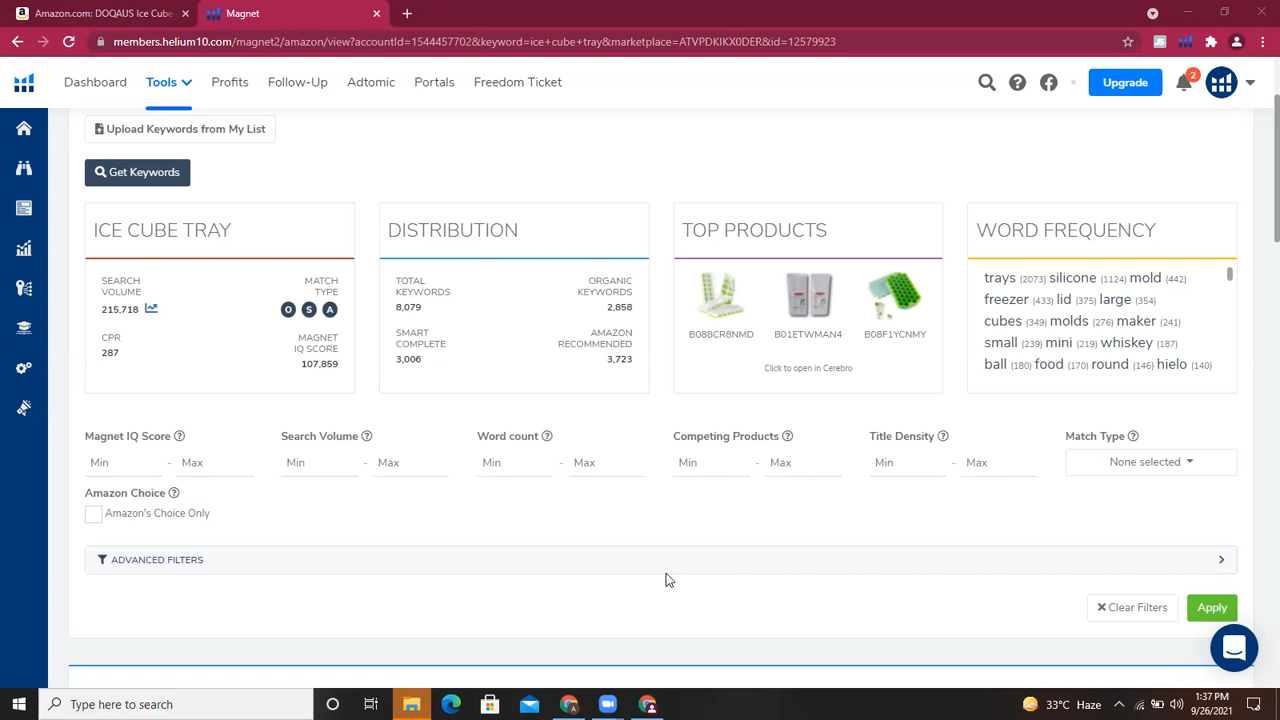 Amazon.com: DOQAUS Ice Cube
Magnet
members.helium10.com/magnet2/amazon/view?accountId=1544457702&keyword=ice+cube+tray&marketplace=ATVPDKIKX0DER&id=12579923
Dashboard Tools Profits Follow-Up Adtomic Portals Freedom Ticket Upgrade 2
Upload Keywords from My List
Get Keywords
ICE CUBE TRAY
SEARCH VOLUME
215,718
MATCH TYPE
O S A
CPR
287
MAGNET IQ SCORE
107,859
DISTRIBUTION
TOTAL KEYWORDS
8,079
ORGANIC KEYWORDS
2,858
SMART COMPLETE
3,006
AMAZON RECOMMENDED
3,723
TOP PRODUCTS
B088CR8NMD B01ETWMAN4 B08F1YCNMY
Click to open in Cerebro
WORD FREQUENCY
trays (2073) silicone (1124) mold (442)
freezer (433) lid (375) large (354)
cubes (349) molds (276) maker (241)
small (239) mini (219) whiskey (187)
ball (180) food (170) round (146) hielo (140)
Magnet IQ Score Search Volume Word count Competing Products Title Density Match Type
Min - Max Min - Max Min - Max Min - Max Min - Max None selected
Amazon Choice
Amazon's Choice Only
ADVANCED FILTERS
Clear Filters Apply
Type here to search
33°C Haze
1:37 PM
9/26/2021